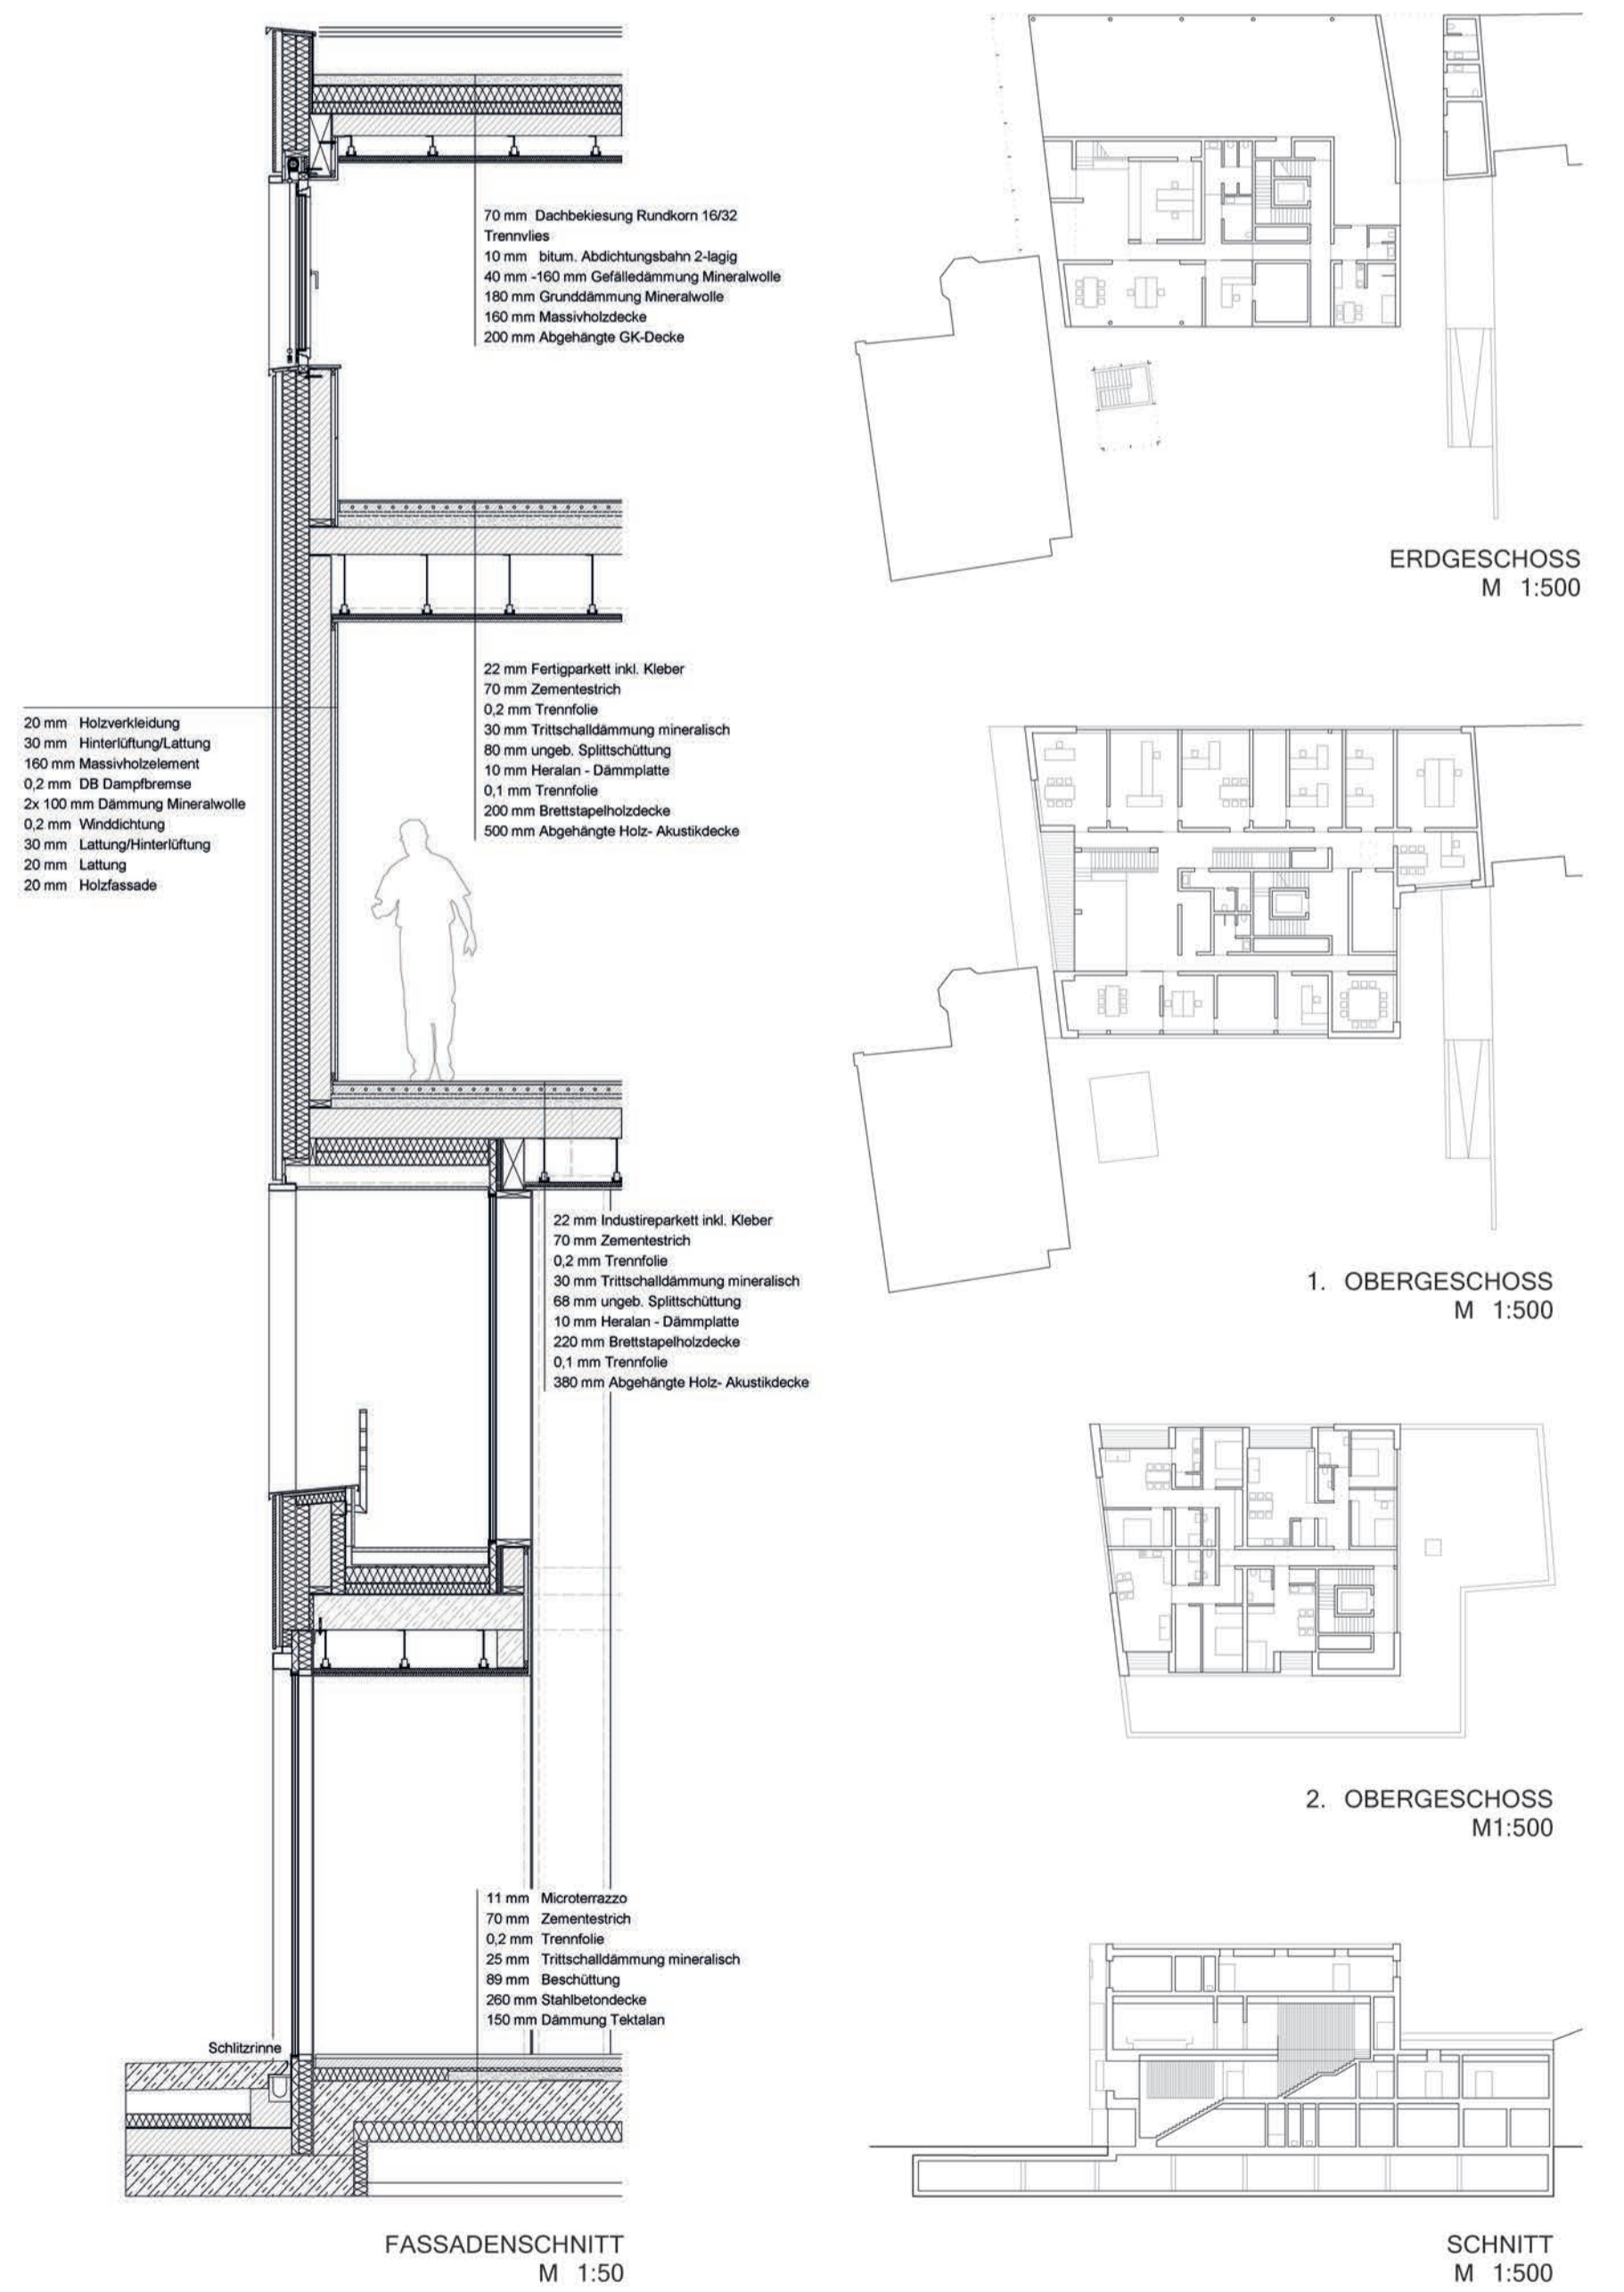 70 mm Dachbekiesung Rundkorn 16/32
Trennvlies
10 mm bitum. Abdichtungsbahn 2-lagig
40 mm -160 mm Gefälledämmung Mineralwolle
180 mm Grunddämmung Mineralwolle
160 mm Massivholzdecke
200 mm Abgehängte GK-Decke
22 mm Fertigparkett inkl. Kleber
70 mm Zementestrich
0,2 mm Trennfolie
30 mm Trittschalldämmung mineralisch
80 mm ungeb. Splittschüttung
10 mm Heralan - Dämmplatte
0,1 mm Trennfolie
200 mm Brettstapelholzdecke
500 mm Abgehängte Holz- Akustikdecke
20 mm Holzverkleidung
30 mm Hinterlüftung/Lattung
160 mm Massivholzelement
0,2 mm DB Dampfbremse
2x 100 mm Dämmung Mineralwolle
0,2 mm Winddichtung
30 mm Lattung/Hinterlüftung
20 mm Lattung
20 mm Holzfassade
22 mm Industireparkett inkl. Kleber
70 mm Zementestrich
0,2 mm Trennfolie
30 mm Trittschalldämmung mineralisch
68 mm ungeb. Splittschüttung
10 mm Heralan - Dämmplatte
220 mm Brettstapelholzdecke
0,1 mm Trennfolie
380 mm Abgehängte Holz- Akustikdecke
11 mm Microterrazzo
70 mm Zementestrich
0,2 mm Trennfolie
25 mm Trittschalldämmung mineralisch
89 mm Beschüttung
260 mm Stahlbetondecke
150 mm Dämmung Tektalan
Schlitzrinne
FASSADENSCHNITT
M 1:50
ERDGESCHOSS
M 1:500
1. OBERGESCHOSS
M 1:500
2. OBERGESCHOSS
M1:500
SCHNITT
M 1:500